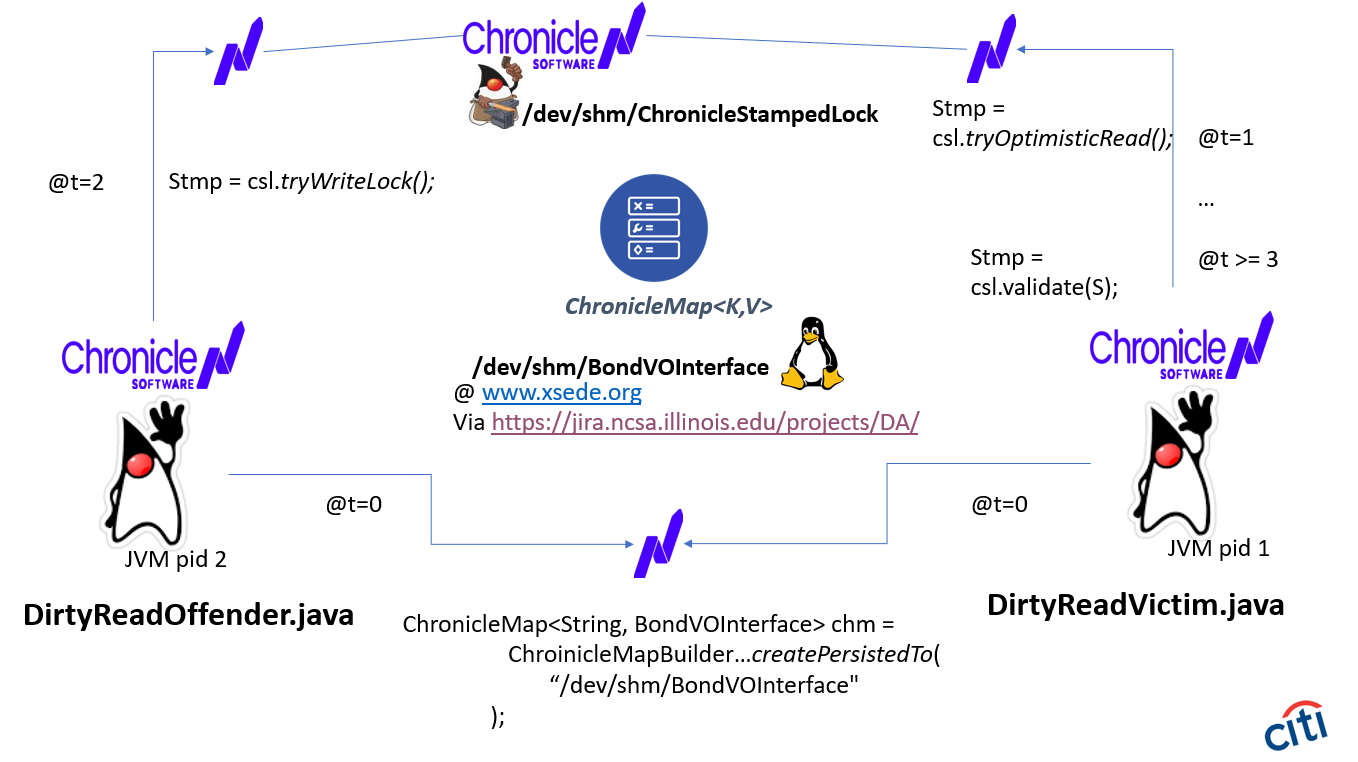 Chronicle
SOFTWARE
/dev/shm/ChronicleStampedLock
Stmp =
csl.tryOptimisticRead();
@t=1
@t=2
Stmp = csl.tryWriteLock();
...
Stmp =
csl.validate(S);
@t >= 3
ChronicleMap<K,V>
Chronicle
SOFTWARE
Chronicle
SOFTWARE
/dev/shm/BondVOInterface
@ www.xsede.org
Via https://jira.ncsa.illinois.edu/projects/DA/
@t=0
@t=0
JVM pid 2
JVM pid 1
DirtyReadOffender.java
DirtyReadVictim.java
ChronicleMap<String, BondVOInterface> chm =
ChroinicleMapBuilder…createPersistedTo(
“/dev/shm/BondVOInterface"
);
citi